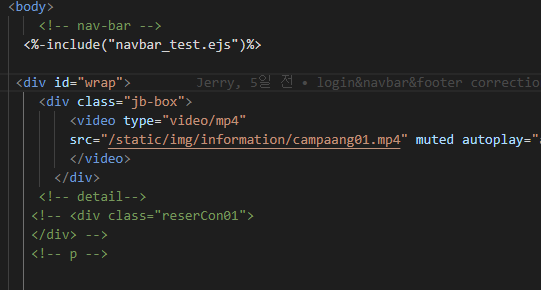 <body>
<!-- nav-bar -->
<%-include("navbar_test.ejs")%>
<div id="wrap"> Jerry, 5일 전 • login&navbar&footer correctio
<div class="jb-box">
<video type="video/mp4"
src="/static/img/information/campaang01.mp4" muted autoplay="
</video>
</div>
<!-- detail-->
<!-- <div class="reserCon01">
</div> -->
<!-- p -->